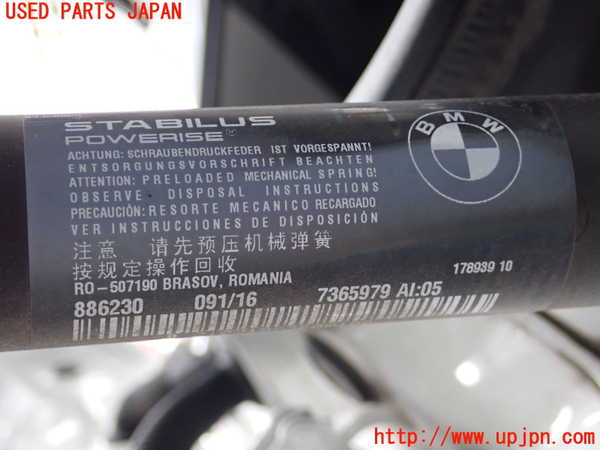 USED PARTS JAPAN
STABILUS
POWERISE®
ACHTUNG: SCHRAUBENDRUCKFEDER IST VORGESPANNT!
ENTSORGUNGSVORSCHRIFT BEACHTEN
ATTENTION: PRELOADED MECHANICAL SPRING!
OBSERVE DISPOSAL INSTRUCTIONS
PRECAUCIÓN: RESORTE MECANICO RECARGADO
VER INSTRUCCIONES DE DISPOSICION
注意 请先预压机械弹簧
按规定操作回收
RO-507190 BRASOV, ROMANIA
178939 10
886230 091/16 7365979 AI:05
BMW
http://www.upjpn.com/